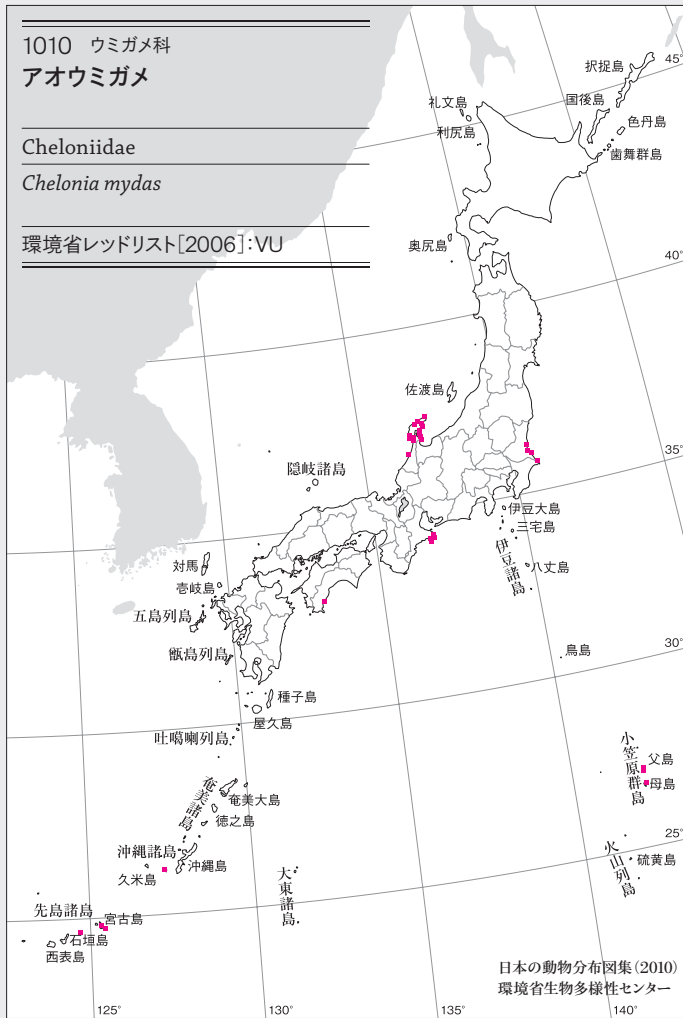 1010 ウミガメ科
アオウミガメ
Cheloniidae
Chelonia mydas
環境省レッドリスト[2006]:VU
択捉島
45°
国後島
礼文島
色丹島
利尻島
歯舞群島
奥尻島
40°
佐渡島
35°
隠岐諸島
伊豆大島
三宅島
伊豆諸島
八丈島
対馬
壱岐島
五島列島
甑島列島
鳥島
30°
種子島
屋久島
吐噶喇列島
小笠原群島
父島
母島
奄美諸島
奄美大島
徳之島
25°
沖縄諸島
沖縄島
久米島
大東諸島
火山列島
硫黄島
先島諸島
宮古島
石垣島
西表島
日本の動物分布図集(2010)
環境省生物多様性センター
125°
130°
135°
140°